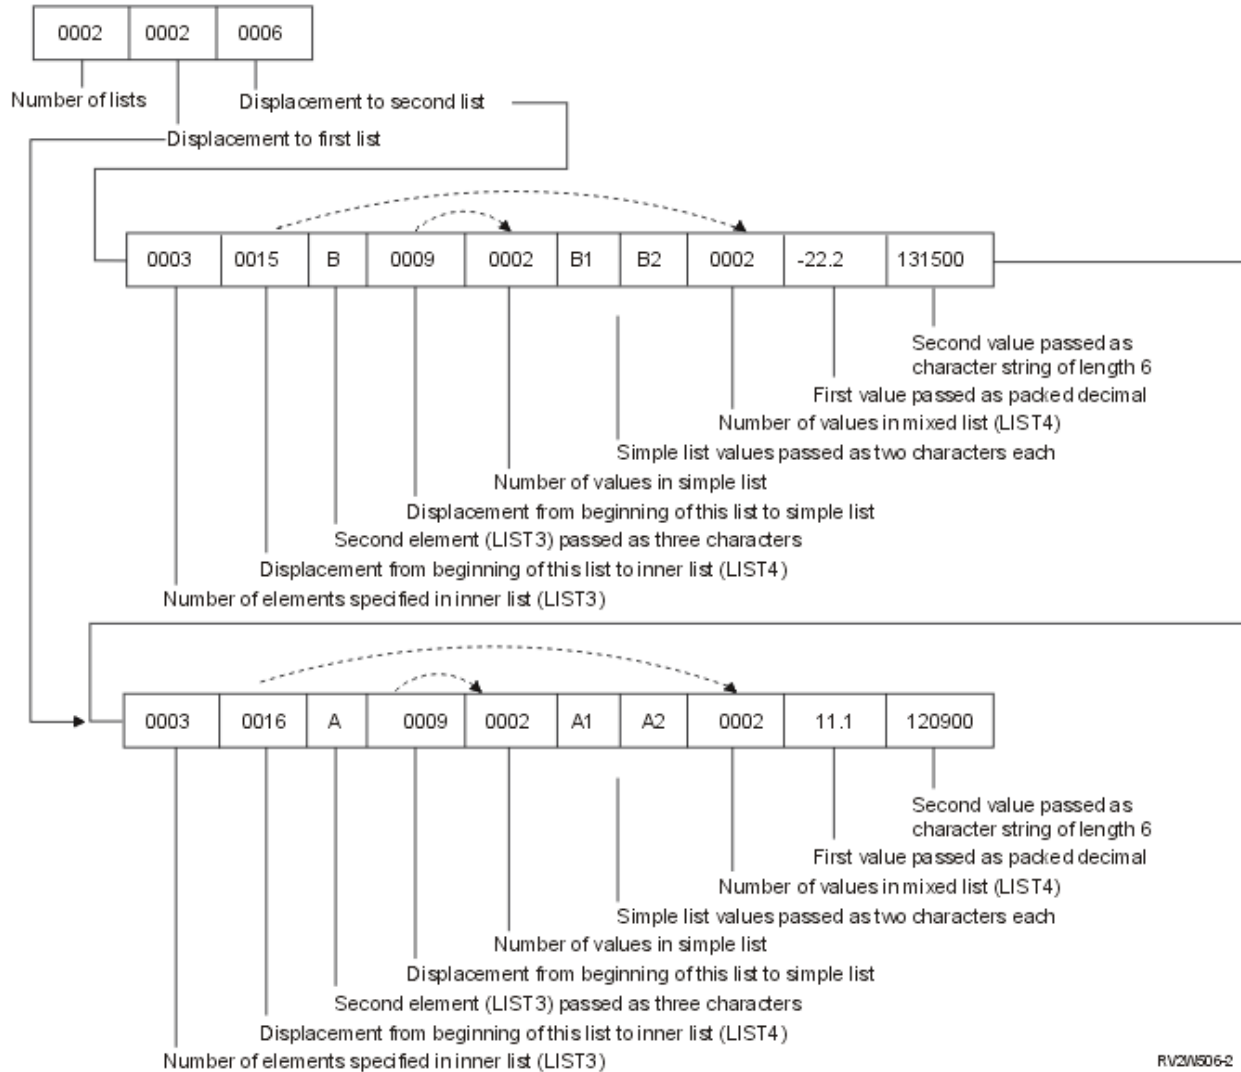 0002 0002 0006
Number of lists
Displacement to second list
Displacement to first list
0003 0015 B 0009 0002 B1 B2 0002 -22.2 131500
Second value passed as
character string of length 6
First value passed as packed decimal
Number of values in mixed list (LIST4)
Simple list values passed as two characters each
Number of values in simple list
Displacement from beginning of this list to simple list
Second element (LIST3) passed as three characters
Displacement from beginning of this list to inner list (LIST4)
Number of elements specified in inner list (LIST3)
0003 0016 A 0009 0002 A1 A2 0002 11.1 120900
Second value passed as
character string of length 6
First value passed as packed decimal
Number of values in mixed list (LIST4)
Simple list values passed as two characters each
Number of values in simple list
Displacement from beginning of this list to simple list
Second element (LIST3) passed as three characters
Displacement from beginning of this list to inner list (LIST4)
Number of elements specified in inner list (LIST3)
RV2W506-2